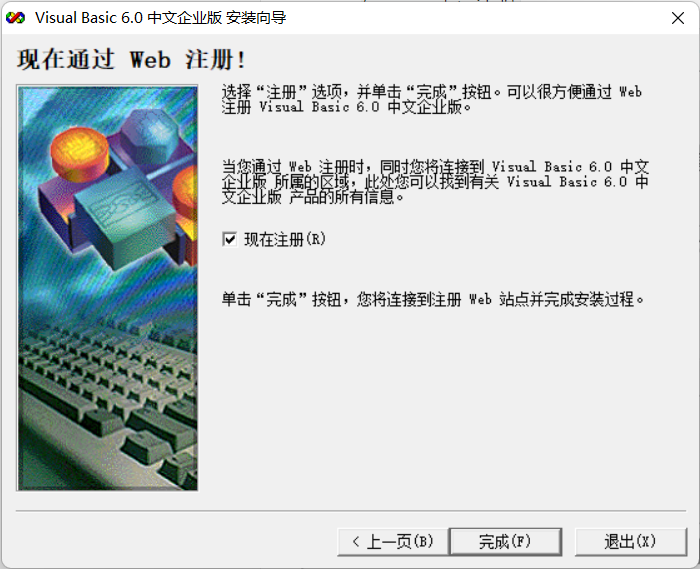 Visual Basic 6.0 中文企业版 安装向导
现在通过 Web 注册!
选择“注册”选项，并单击“完成”按钮。可以很方便通过 Web
注册 Visual Basic 6.0 中文企业版。
当您通过 Web 注册时，同时您将连接到 Visual Basic 6.0 中文
企业版 所属的区域，此处您可以找到有关 Visual Basic 6.0 中
文企业版 产品的所有信息。
现在注册(R)
单击“完成”按钮，您将连接到注册 Web 站点并完成安装过程。
< 上一页(B)
完成(F)
退出(X)